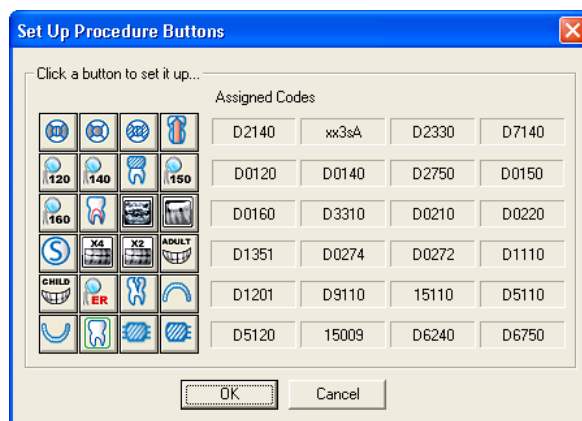 Set Up Procedure Buttons
Click a button to set it up...
Assigned Codes
D2140 xx3sA D2330 D7140
120 140 150 D0120 D0140 D2750 D0150
160 D0160 D3310 D0210 D0220
S X4 X2 ADULT D1351 D0274 D0272 D1110
CHILD ER D1201 D9110 15110 D5110
D5120 15009 D6240 D6750
OK Cancel